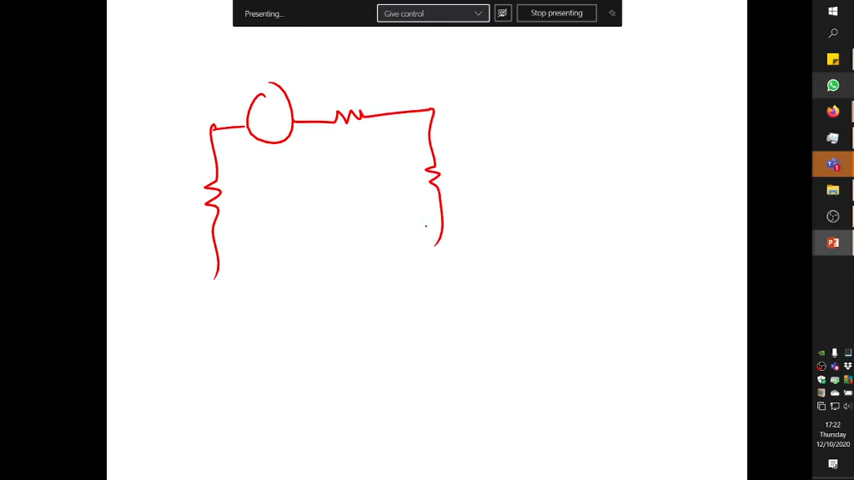 Presenting...
Give control
Stop presenting
17:22
Thursday
12/10/2020